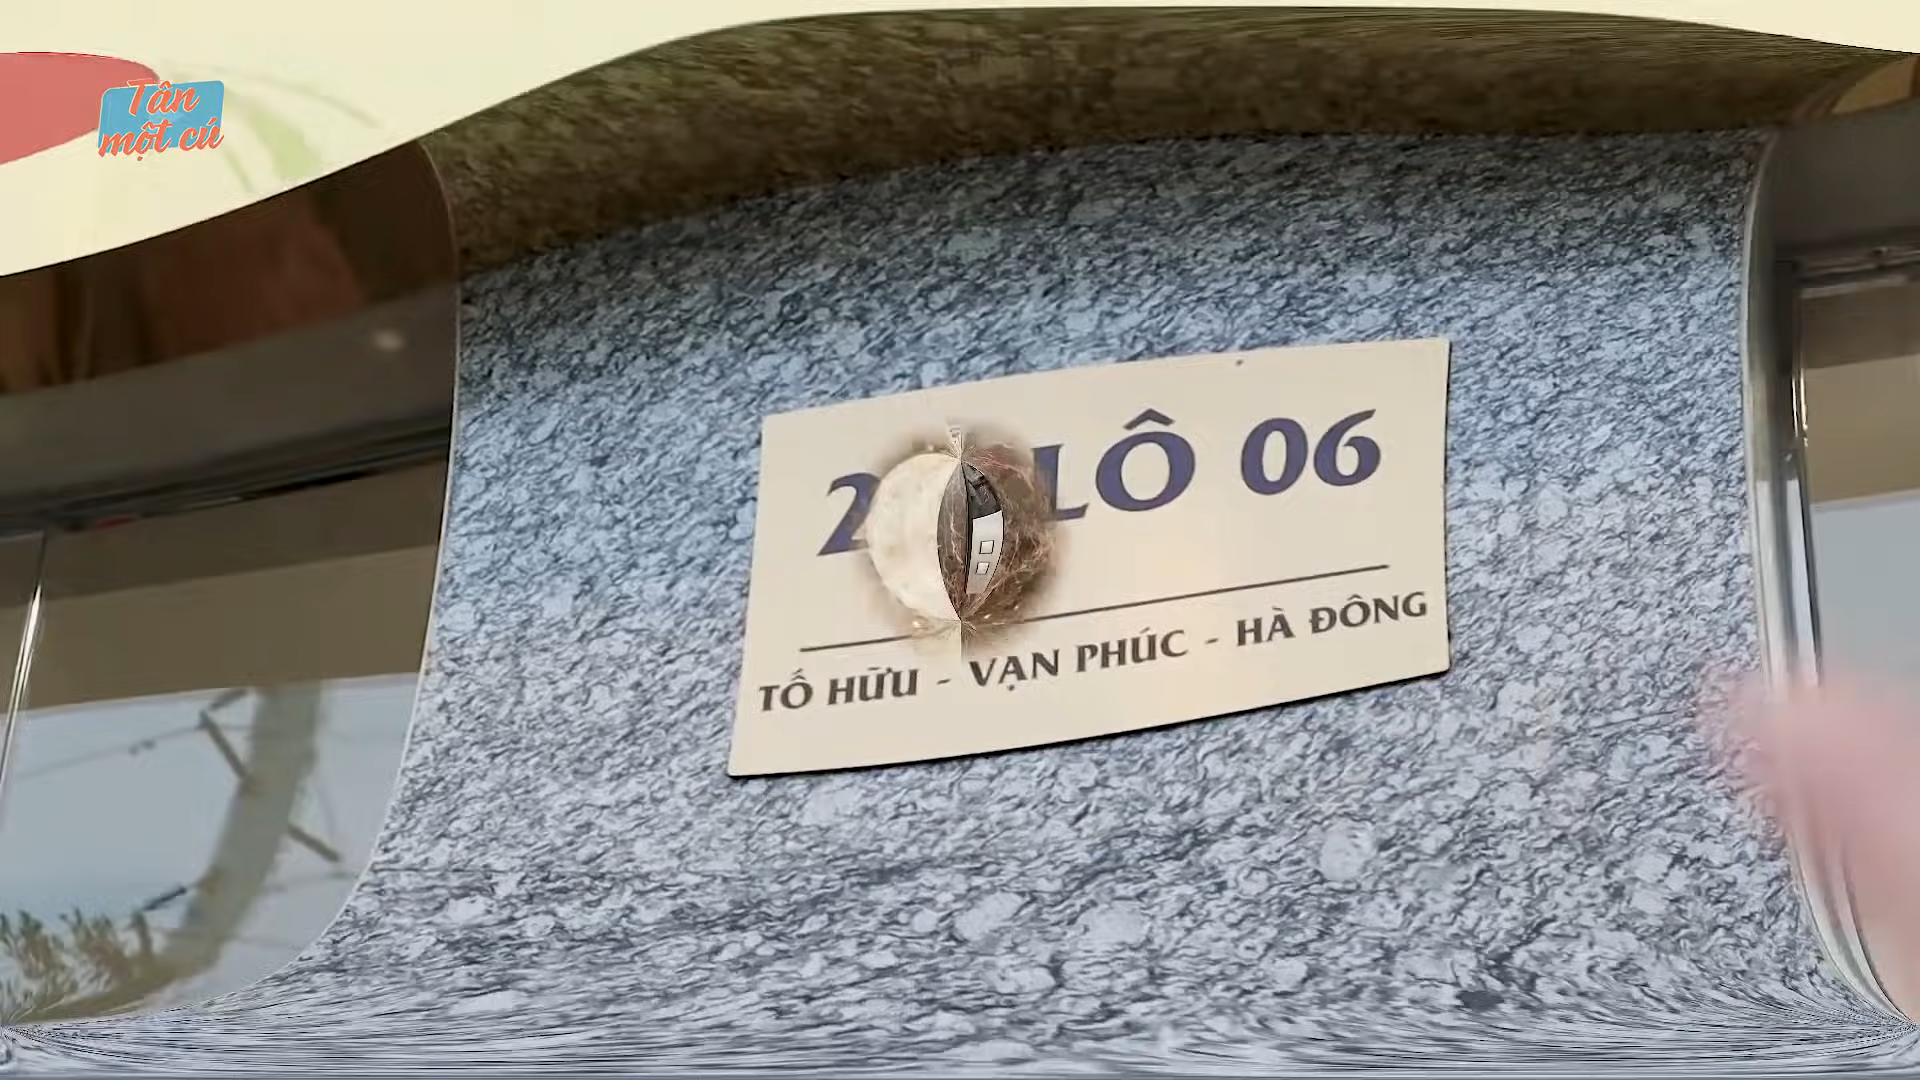 Tân
một cú
LÔ 06
TỐ HỮU - VẠN PHÚC - HÀ ĐÔNG